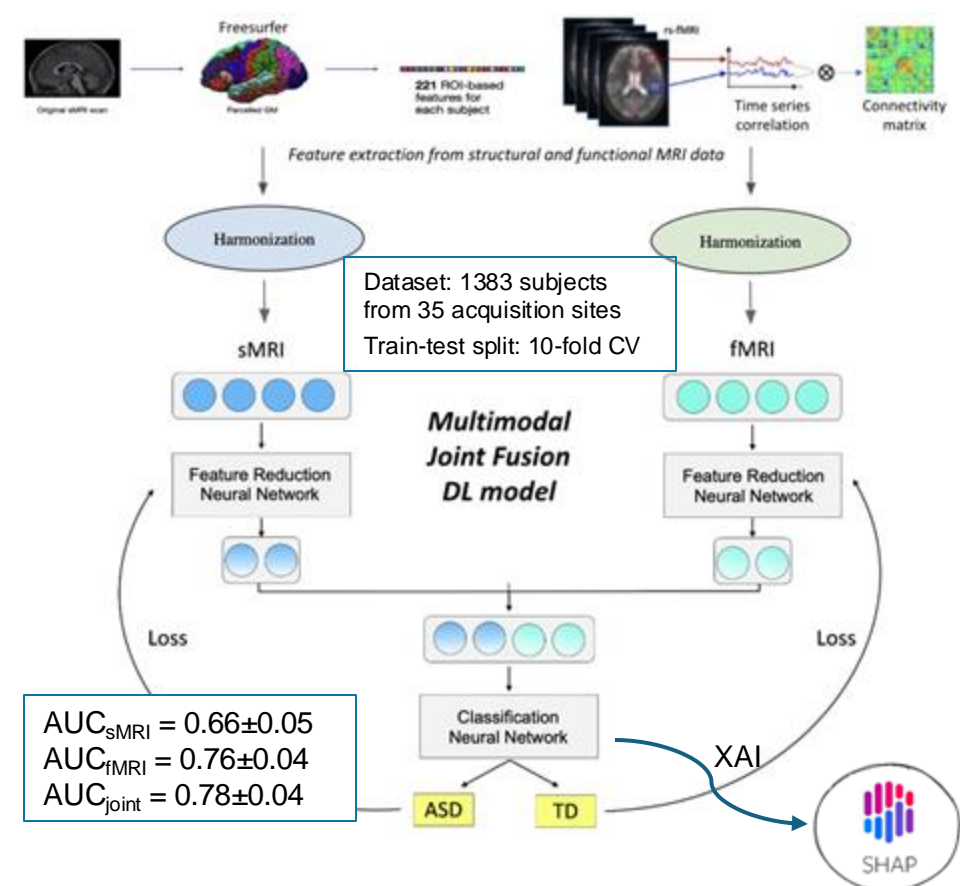 Freesurfer
rs-fMRI
Original sMRI scan
Parcelled GM
221 ROI-based
features for
each subject
Time series
correlation
Connectivity
matrix
Feature extraction from structural and functional MRI data
Harmonization
Harmonization
Dataset: 1383 subjects
from 35 acquisition sites
Train-test split: 10-fold CV
sMRI
fMRI
Multimodal
Joint Fusion
DL model
Feature Reduction
Neural Network
Feature Reduction
Neural Network
Loss
Loss
Classification
Neural Network
AUCsMRI = 0.66±0.05
AUCfMRI = 0.76±0.04
AUCjoint = 0.78±0.04
XAI
ASD
TD
SHAP